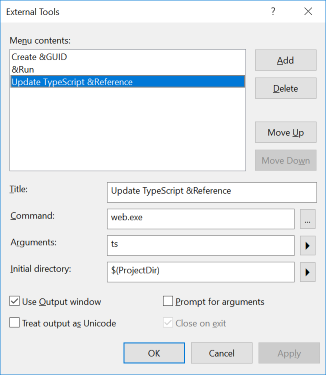 External Tools
?
Menu contents:
Create &GUID
&Run
Update TypeScript &Reference
Add
Delete
Move Up
Move Down
Title:
Update TypeScript &Reference
Command:
web.exe
...
Arguments:
ts
Initial directory:
$(ProjectDir)
Use Output window
Prompt for arguments
Treat output as Unicode
Close on exit
OK
Cancel
Apply